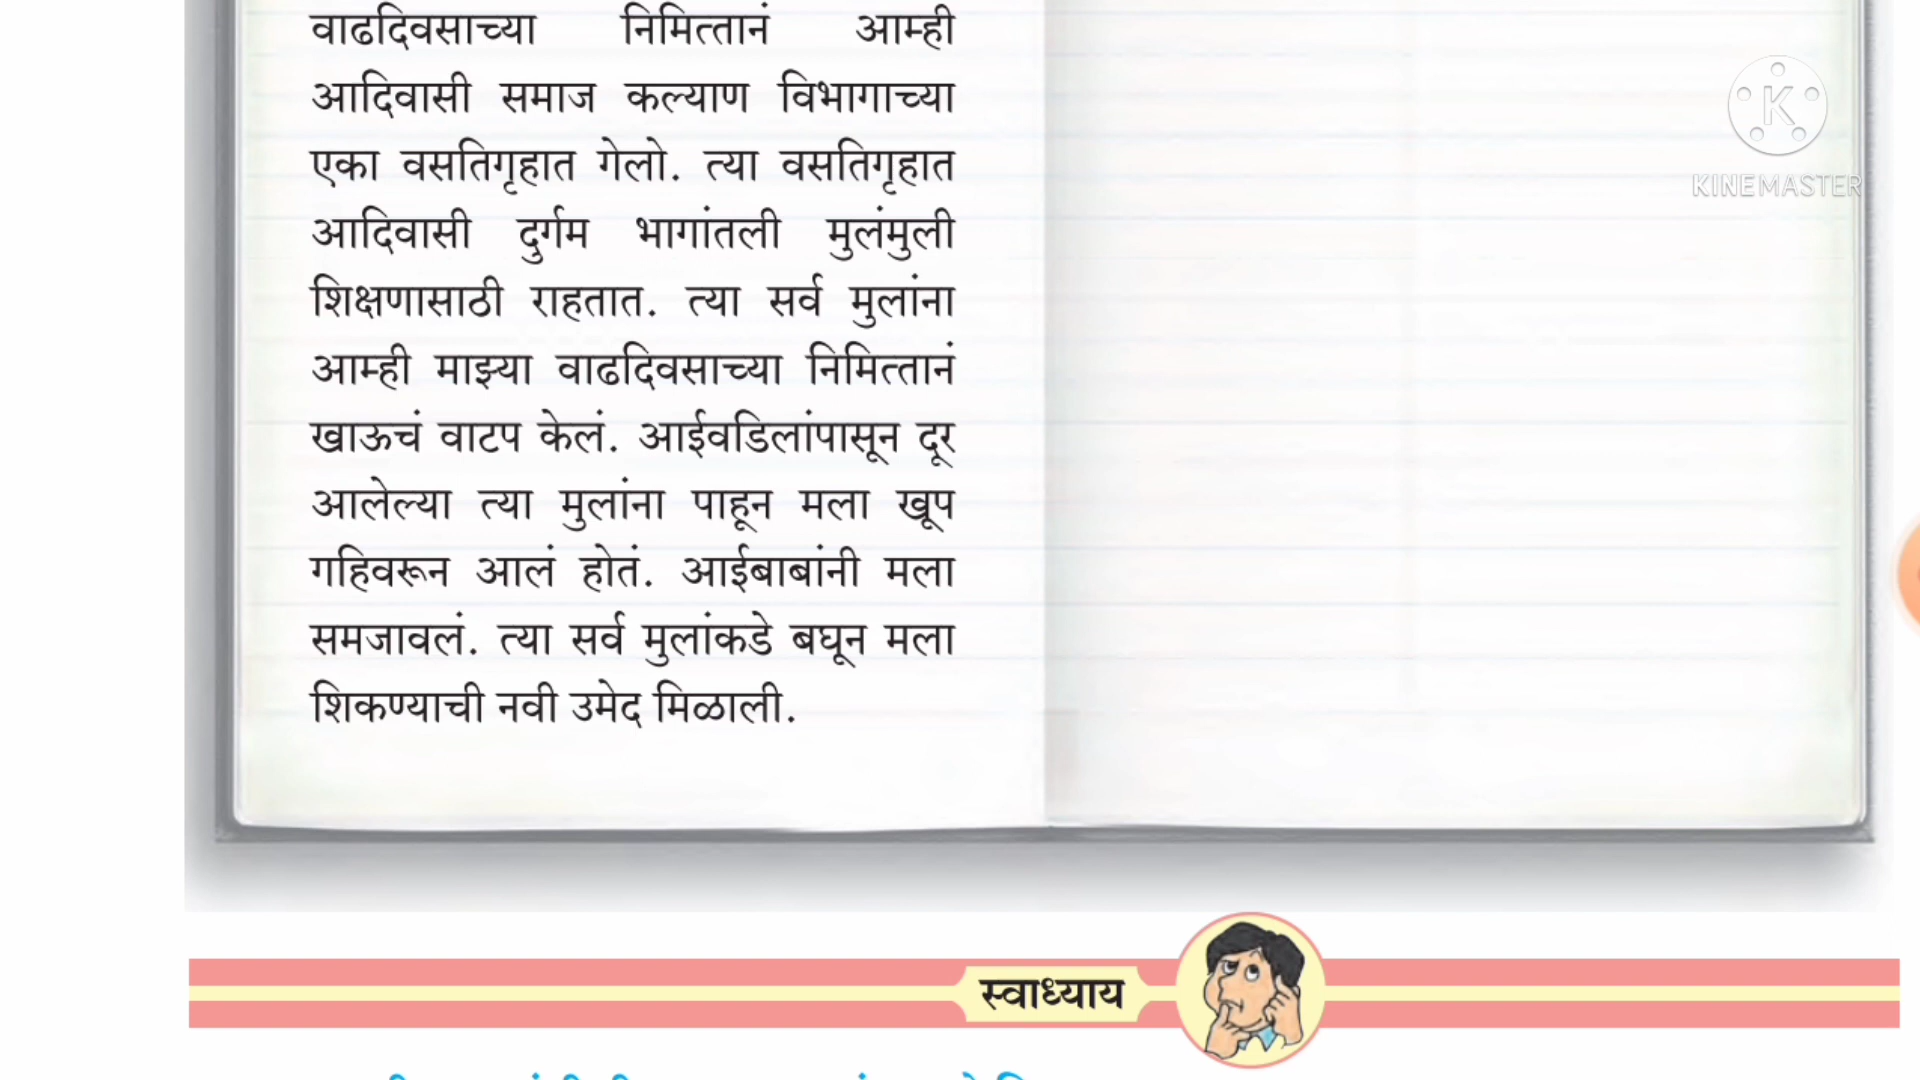 वाढदिवसाच्या निमित्तानं आम्ही
आदिवासी समाज कल्याण विभागाच्या
एका वसतिगृहात गेलो. त्या वसतिगृहात
आदिवासी दुर्गम भागांतली मुलंमुली
शिक्षणासाठी राहतात. त्या सर्व मुलांना
आम्ही माझ्या वाढदिवसाच्या निमित्तानं
खाऊचं वाटप केलं. आईवडिलांपासून दूर
आलेल्या त्या मुलांना पाहून मला खूप
गहिवरून आलं होतं. आईबाबांनी मला
समजावलं. त्या सर्व मुलांकडे बघून मला
शिकण्याची नवी उमेद मिळाली.
K
KINEMASTER
स्वाध्याय